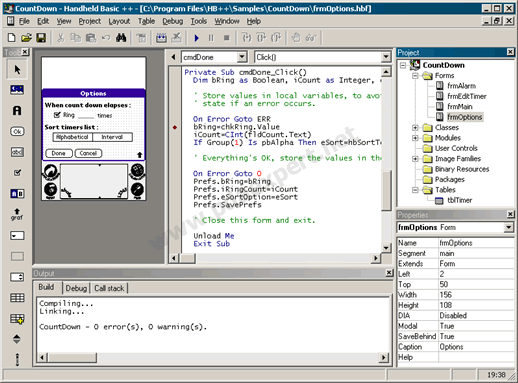 CountDown - Handheld Basic ++ - [C:\Program Files\HB++\Samples\CountDown\frmOptions.hbf]
File Edit View Project Layout Table Debug Tools Window Help
Tools
cmdDone
Click()
Options
When count down elapses :
Ring times
Sort timers list :
Alphabetical Interval
Done Cancel
A
Ok
abc
graf
Private Sub cmdDone_Click()
Dim bRing as Boolean, iCount as Integer,
' Store values in local variables, to avo
state if an error occurs.
On Error Goto ERR
bRing=chkRing.Value
iCount=CInt(fldCount.Text)
If Group(1) Is pbAlpha Then eSort=hbSortT
' Everything's OK, store the values in the
On Error Goto 0
Prefs.bRing=bRing
Prefs.iRingCount=iCount
Prefs.eSortOption=eSort
Prefs.SavePrefs
'Close this form and exit.
Unload Me
Exit Sub
Project
CountDown
Forms
frmAlarm
frmEditTimer
frmMain
frmOptions
Classes
Modules
User Controls
Image Families
Binary Resources
Packages
Tables
tblTimer
Properties
frmOptions Form
Name frmOptions
Segment main
Extends Form
Left 2
Top 50
Width 156
Height 108
DIA Disabled
Modal True
SaveBehind True
Caption Options
Help
Output
Build Debug Call stack
Compiling...
Linking...
CountDown - 0 error(s), 0 warning(s).
19:38